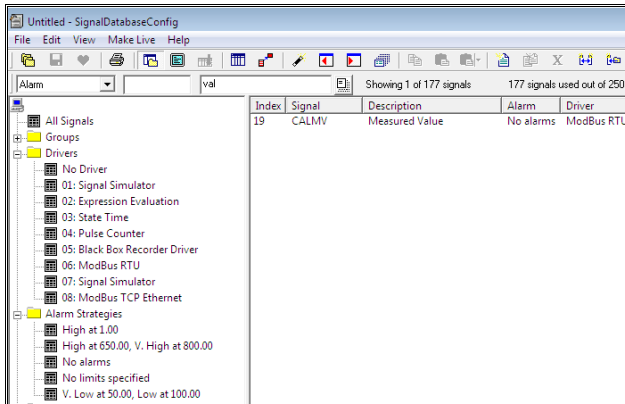 Untitled - SignalDatabaseConfig
File Edit View Make Live Help
Alarm val Showing 1 of 177 signals 177 signals used out of 250
Index Signal Description Alarm Driver
19 CALMV Measured Value No alarms ModBus RTU
All Signals
Groups
Drivers
No Driver
01: Signal Simulator
02: Expression Evaluation
03: State Time
04: Pulse Counter
05: Black Box Recorder Driver
06: ModBus RTU
07: Signal Simulator
08: ModBus TCP Ethernet
Alarm Strategies
High at 1.00
High at 650.00, V. High at 800.00
No alarms
No limits specified
V. Low at 50.00, Low at 100.00